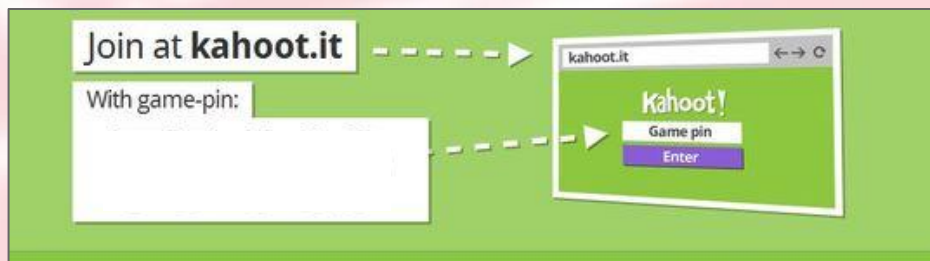 Join at kahoot.it
With game-pin:
kahoot.it
Kahoot!
Game pin
Enter